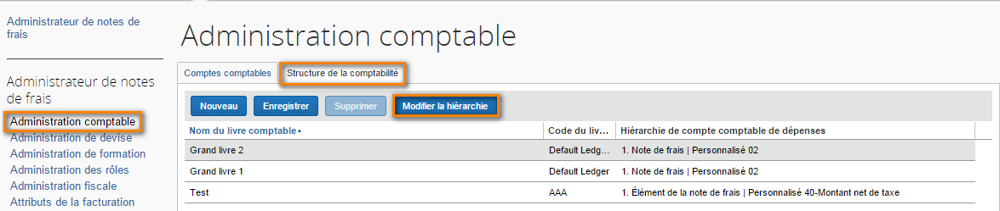 Administrateur de notes de
frais
Administrateur de notes
de frais
Administration comptable
Administration de devise
Administration de formation
Administration des rôles
Administration fiscale
Attributs de la facturation
Administration comptable
Comptes comptables
Structure de la comptabilité
Nouveau
Enregistrer
Supprimer
Modifier la hiérarchie
Nom du livre comptable
Code du liv...
Hiérarchie de compte comptable de dépenses
Grand livre 2
Default Ledg...
1. Note de frais | Personnalisé 02
Grand livre 1
Default Ledger
1. Note de frais | Personnalisé 02
Test
AAA
1. Élément de la note de frais | Personnalisé 40-Montant net de taxe